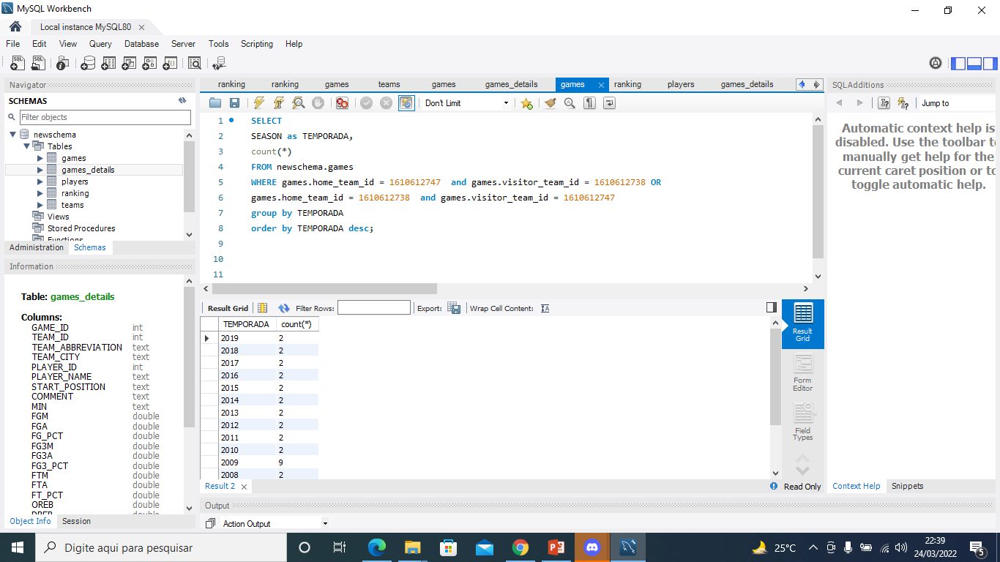 MySQL Workbench
Local instance MySQL80
File Edit View Query Database Server Tools Scripting Help
Navigator
SCHEMAS
Filter objects
newschema
Tables
games
games_details
players
ranking
teams
Views
Stored Procedures
Functions
Administration Schemas
Information
Table: games_details
Columns:
GAME_ID int
TEAM_ID int
TEAM_ABBREVIATION text
TEAM_CITY text
PLAYER_ID int
PLAYER_NAME text
START_POSITION text
COMMENT text
MIN text
FGM double
FGA double
FG_PCT double
FG3M double
FG3A double
FG3_PCT double
FTM double
FTA double
FT_PCT double
OREB double
DREB double
Object Info Session
ranking ranking games teams games games_details games ranking players games_details
Don't Limit
1 SELECT
2 SEASON as TEMPORADA,
3 count(*)
4 FROM newschema.games
5 WHERE games.home_team_id = 1610612747 and games.visitor_team_id = 1610612738 OR
6 games.home_team_id = 1610612738 and games.visitor_team_id = 1610612747
7 group by TEMPORADA
8 order by TEMPORADA desc;
9
10
11
Result Grid Filter Rows: Export: Wrap Cell Content:
TEMPORADA count(*)
2019 2
2018 2
2017 2
2016 2
2015 2
2014 2
2013 2
2012 2
2011 2
2010 2
2009 9
2008 2
Result Grid
Form Editor
Field Types
Result 2
Read Only
Output
Action Output
SQLAdditions
Jump to
Automatic context help is
disabled. Use the toolbar to
manually get help for the
current caret position or to
toggle automatic help.
Context Help Snippets
Digite aqui para pesquisar
25°C
22:39
24/03/2022
5